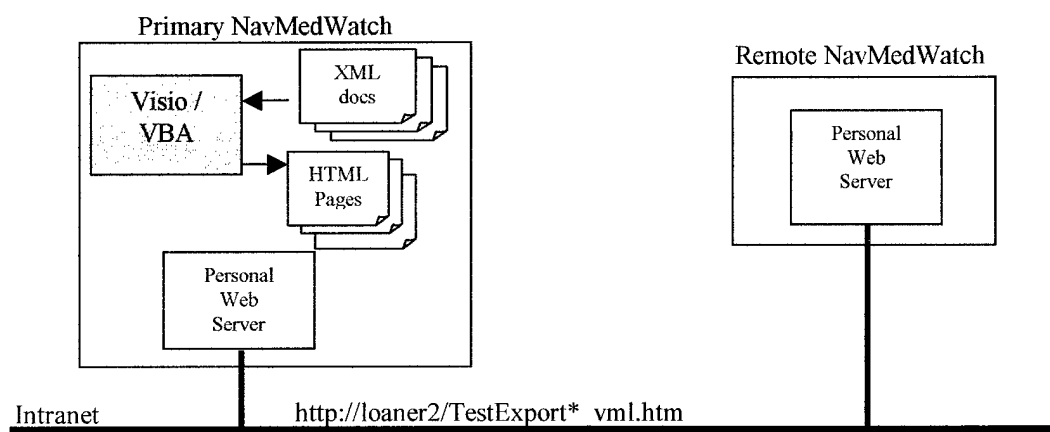 Primary NavMedWatch
Visio /
VBA
XML
docs
HTML
Pages
Personal
Web
Server
Remote NavMedWatch
Personal
Web
Server
Intranet
http://loaner2/TestExport*_vml.htm